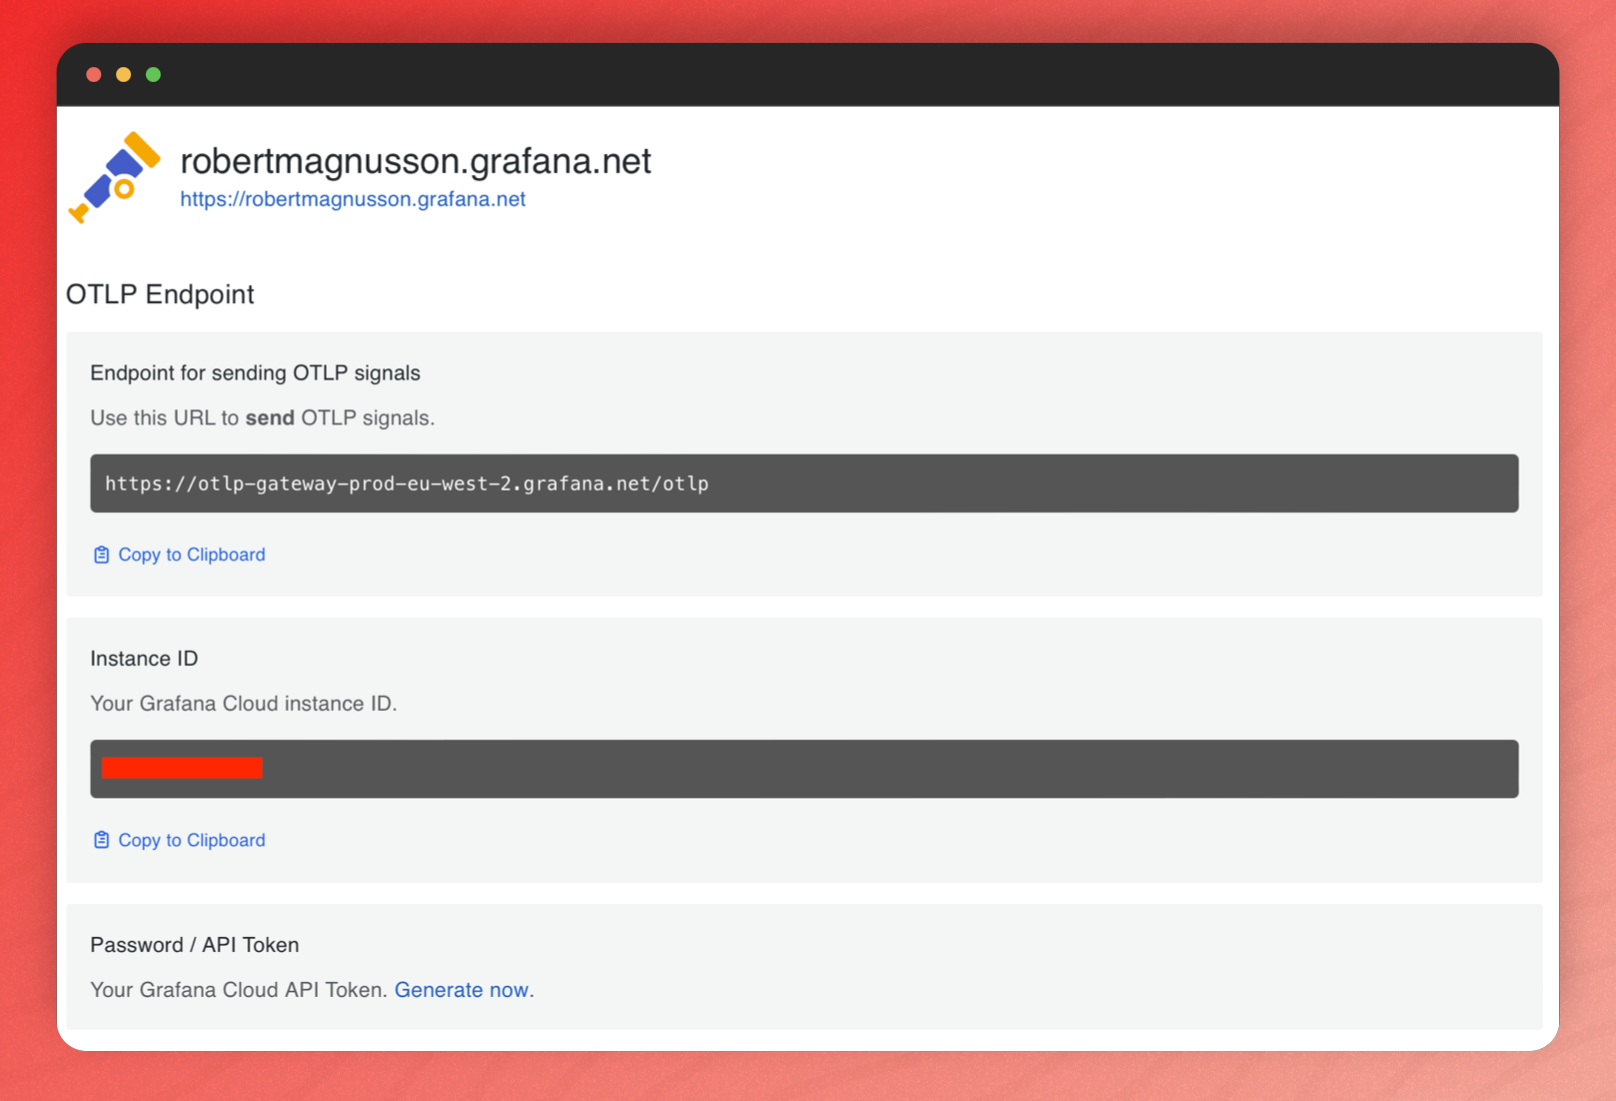 robertmagnusson.grafana.net
https://robertmagnusson.grafana.net
OTLP Endpoint
Endpoint for sending OTLP signals
Use this URL to send OTLP signals.
https://otlp-gateway-prod-eu-west-2.grafana.net/otlp
Copy to Clipboard
Instance ID
Your Grafana Cloud instance ID.
Copy to Clipboard
Password / API Token
Your Grafana Cloud API Token. Generate now.